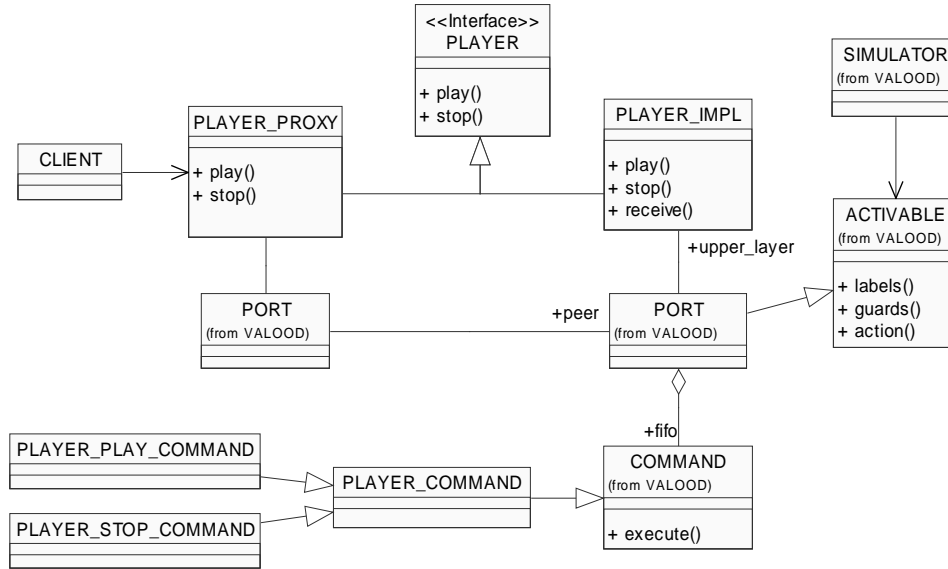 <<Interface>>
PLAYER
+ play()
+ stop()
SIMULATOR
(from VALOOD)
PLAYER_PROXY
+ play()
+ stop()
PLAYER_IMPL
+ play()
+ stop()
+ receive()
CLIENT
ACTIVABLE
(from VALOOD)
+ labels()
+ guards()
+ action()
+upper_layer
PORT
(from VALOOD)
+peer
PORT
(from VALOOD)
+fifo
PLAYER_PLAY_COMMAND
PLAYER_COMMAND
COMMAND
(from VALOOD)
+ execute()
PLAYER_STOP_COMMAND